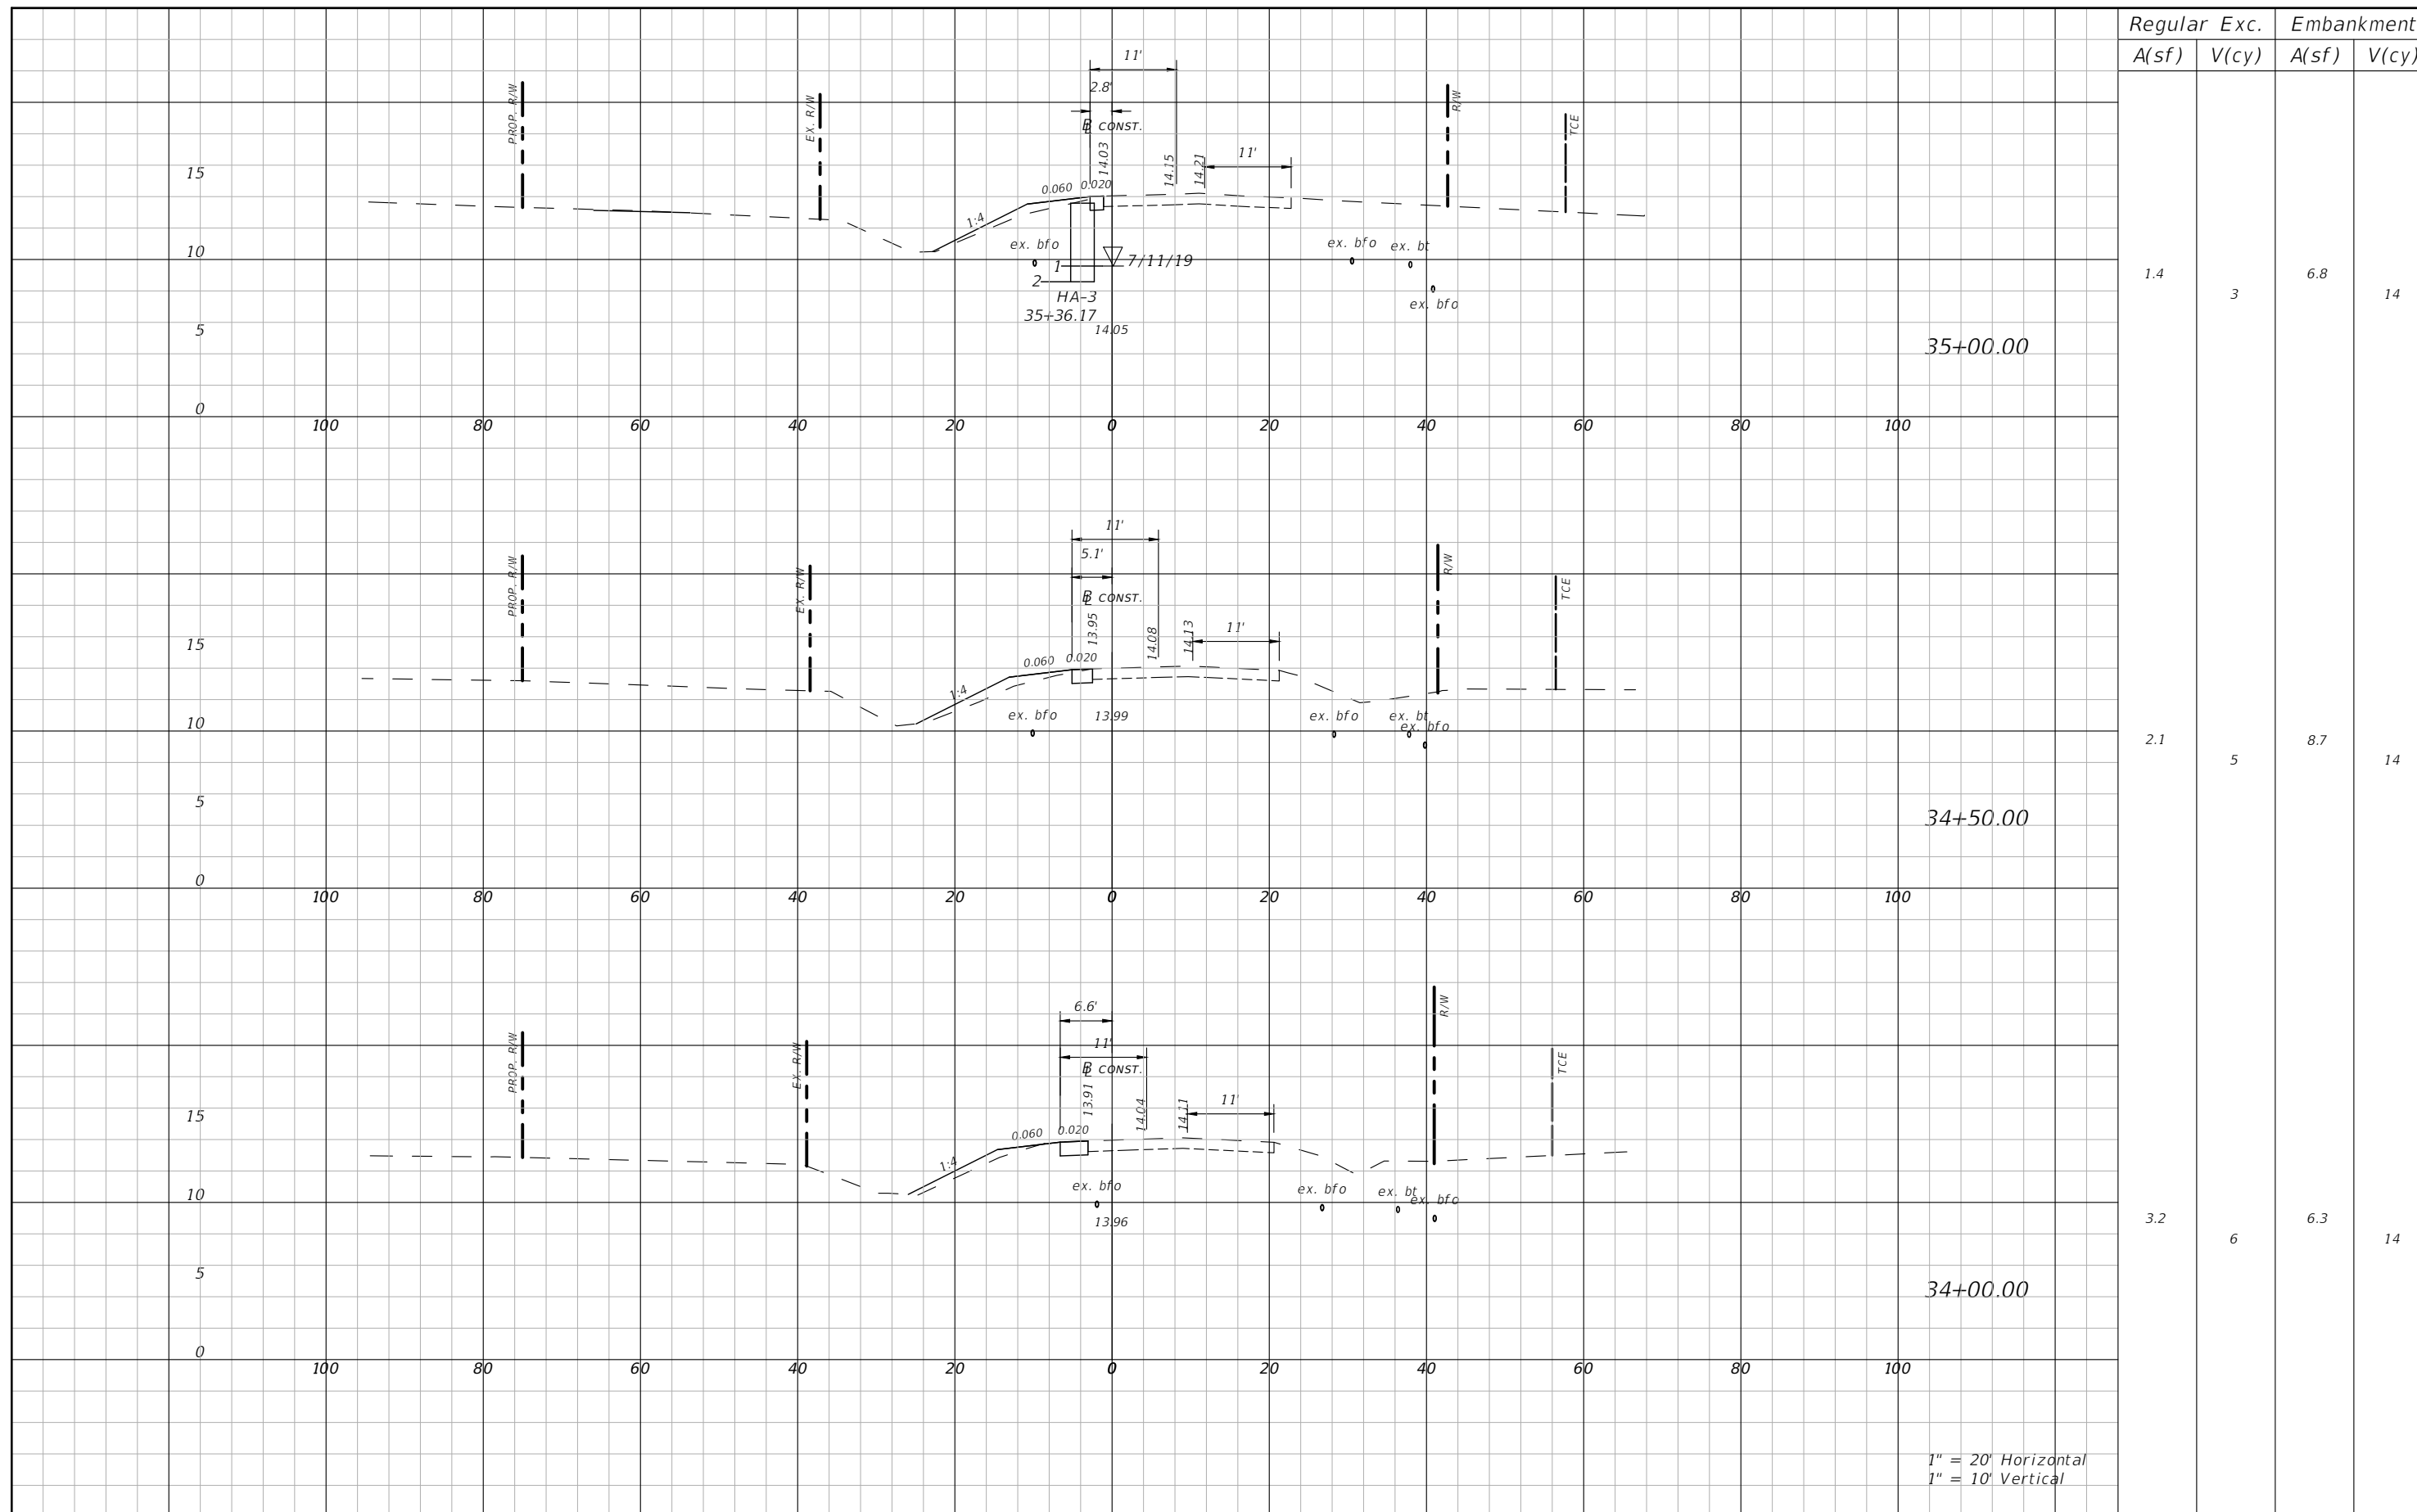 Regular Exc. Embankment
A(sf) V(cy) A(sf) V(cy)
11'
2.8'
PROP. R/W
EX. R/W
R/W
TCE
B CONST.
14.03
14.15
14.21
11'
15
0.060 0.020
1:4
ex. bfo
ex. bfo
ex. bt
10
1
7/11/19
2
HA-3
ex. bfo
35+36.17
14.05
5
1.4 3 6.8 14
35+00.00
0
100 80 60 40 20 0 20 40 60 80 100
11'
5.1'
PROP. R/W
EX. R/W
R/W
TCE
B CONST.
13.95
14.08
14.13
11'
15
0.060 0.020
1:4
ex. bfo
13.99
ex. bfo
ex. bt
ex. bfo
10
2.1 5 8.7 14
5
34+50.00
0
100 80 60 40 20 0 20 40 60 80 100
6.6'
R/W
PROP. R/W
EX. R/W
11'
TCE
B CONST.
13.91
14.04
14.11
11'
15
0.060 0.020
1:4
ex. bfo
ex. bfo
ex. bt
ex. bfo
10
13.96
3.2 6 6.3 14
5
34+00.00
0
100 80 60 40 20 0 20 40 60 80 100
1" = 20' Horizontal
1" = 10' Vertical